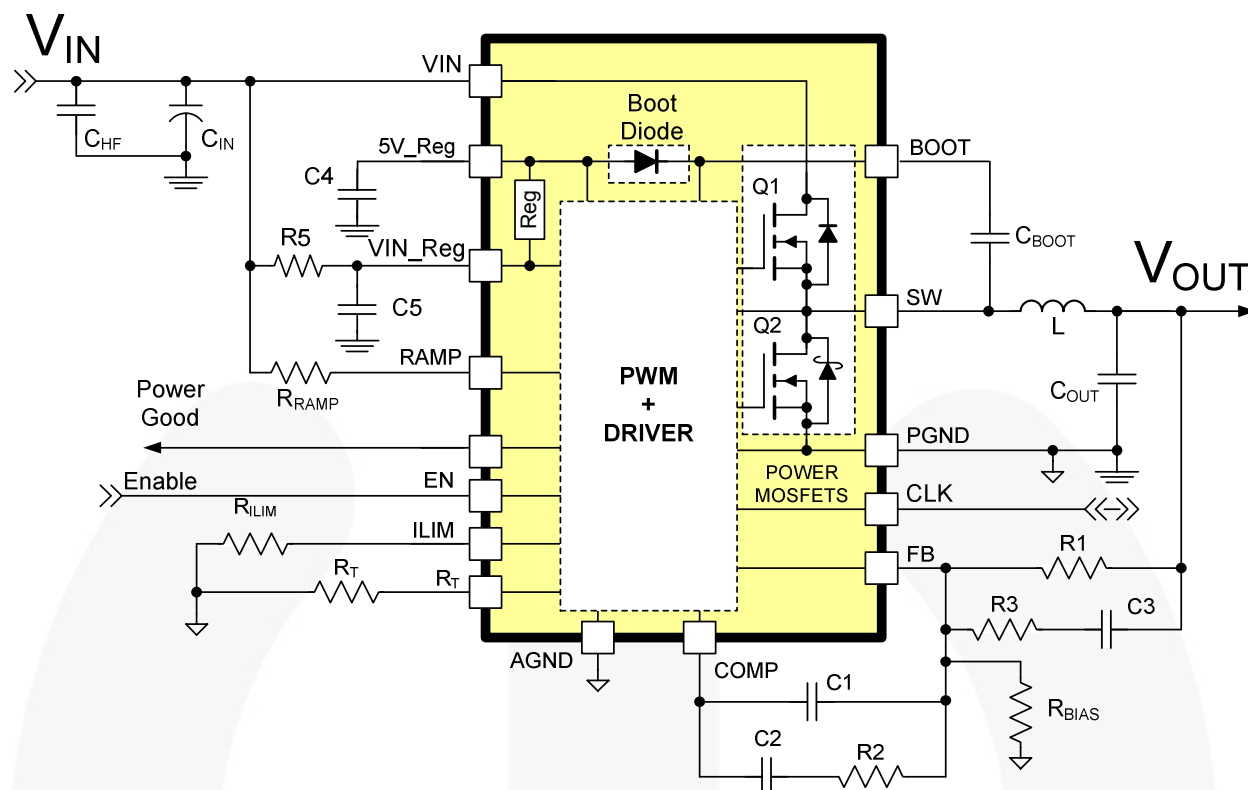 VIN
VIN
CHF
CIN
Boot
Diode
5V_Reg
BOOT
C4
Reg
Q1
R5
VIN_Reg
CBOOT
VOUT
C5
SW
L
Q2
RAMP
RRAMP
PWM
+
DRIVER
COUT
Power
Good
PGND
POWER
MOSFETS
Enable
EN
CLK
RILIM
ILIM
FB
R1
RT
RT
R3
C3
AGND
COMP
C1
RBIAS
C2
R2